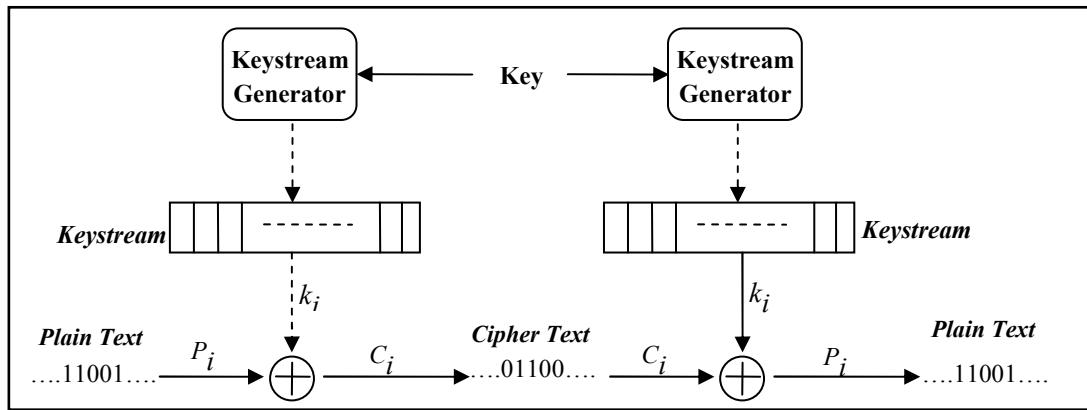 Keystream
Generator
Key
Keystream
Generator
Keystream
Keystream
k_i
k_i
Plain Text
Cipher Text
Plain Text
P_i
C_i
C_i
P_i
....11001....
....01100....
....11001....